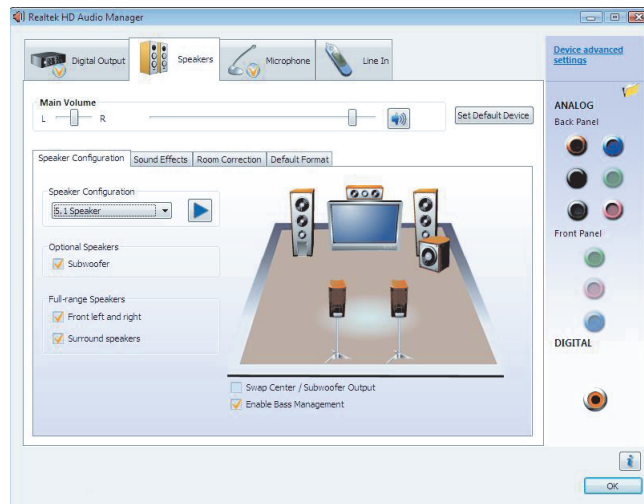 Realtek HD Audio Manager
Digital Output
Speakers
Microphone
Line In
Device advanced settings
Main Volume
L
R
Set Default Device
ANALOG
Back Panel
Speaker Configuration
Sound Effects
Room Correction
Default Format
Speaker Configuration
5.1 Speaker
Optional Speakers
Subwoofer
Front Panel
Full-range Speakers
Front left and right
Surround speakers
DIGITAL
Swap Center / Subwoofer Output
Enable Bass Management
i
OK